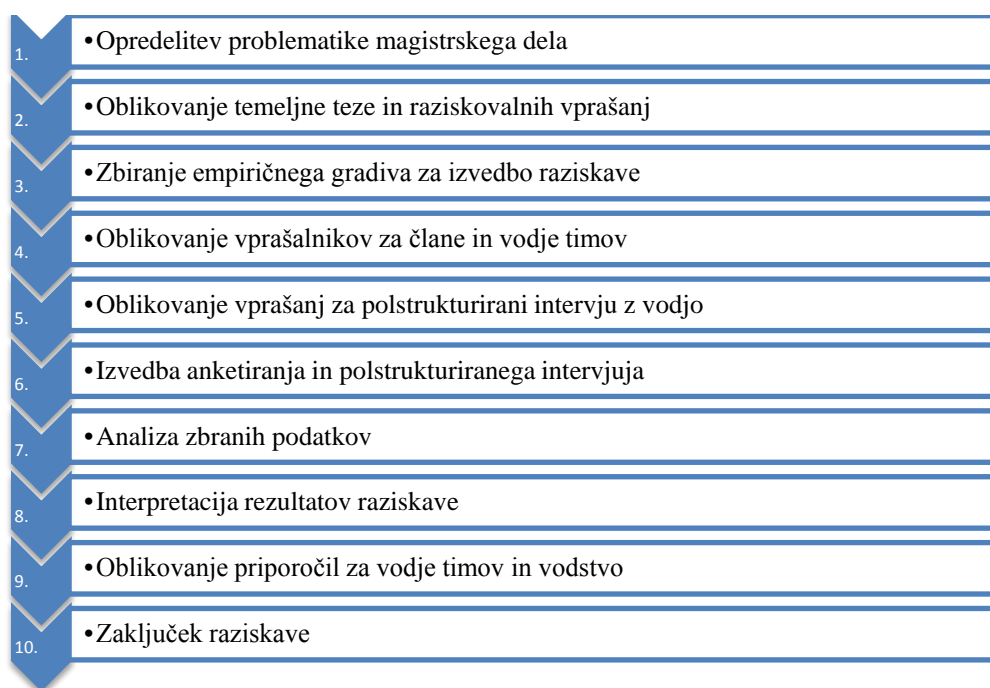 1. •Opredelitev problematike magistrskega dela
2. •Oblikovanje temeljne teze in raziskovalnih vprašanj
3. •Zbiranje empiričnega gradiva za izvedbo raziskave
4. •Oblikovanje vprašalnikov za člane in vodje timov
5. •Oblikovanje vprašanj za polstrukturirani intervju z vodjo
6. •Izvedba anketiranja in polstrukturiranega intervjuja
7. •Analiza zbranih podatkov
8. •Interpretacija rezultatov raziskave
9. •Oblikovanje priporočil za vodje timov in vodstvo
10. •Zaključek raziskave